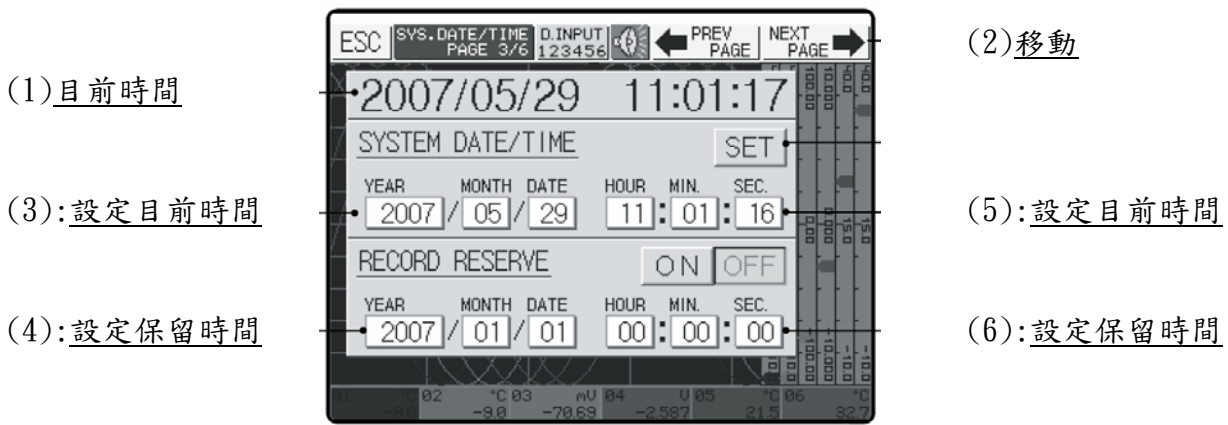 ESC SYS.DATE/TIME D.INPUT PREV NEXT
PAGE 3/6 123456 PAGE PAGE
(2)移動
(1)目前時間
2007/05/29 11:01:17
SYSTEM DATE/TIME SET
YEAR MONTH DATE HOUR MIN. SEC.
(3):設定目前時間
2007 / 05 / 29 11 : 01 : 16
(5):設定目前時間
RECORD RESERVE ON OFF
YEAR MONTH DATE HOUR MIN. SEC.
(4):設定保留時間
2007 / 01 / 01 00 : 00 : 00
(6):設定保留時間
01 °C 02 °C 03 mV 04 V 05 °C 06 °C
-9.0 -9.0 -70.69 -2.587 21.5 32.7